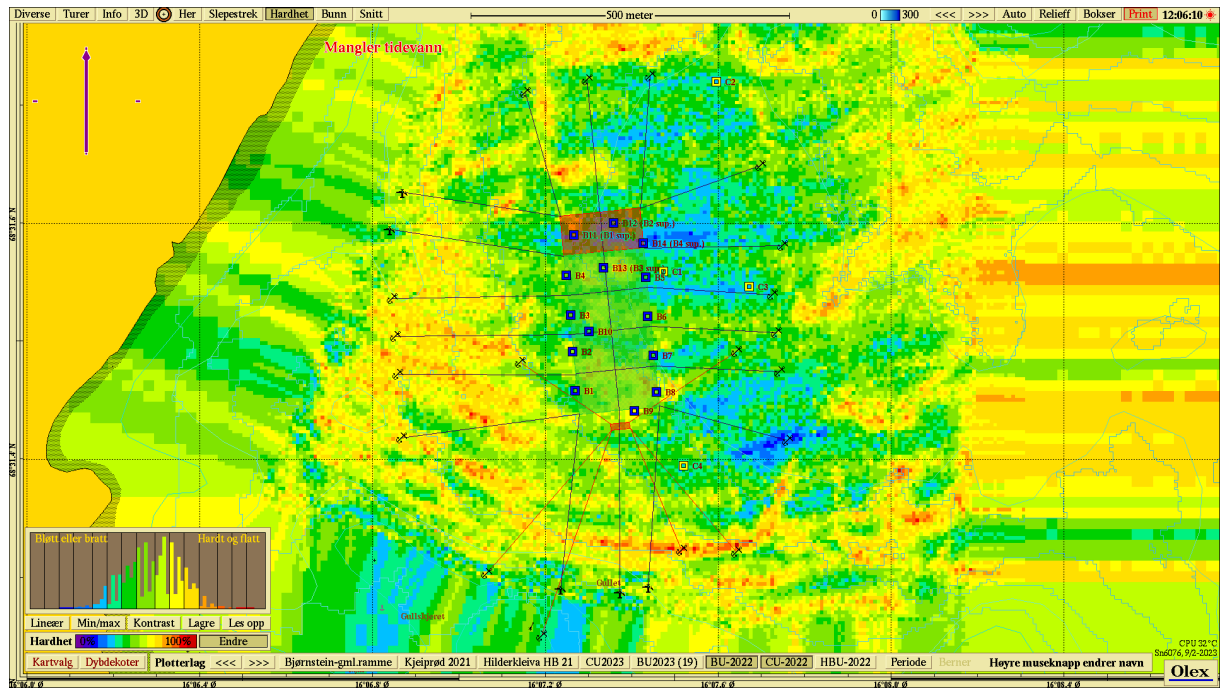 Diverse Turer Info 3D Her Slepestrek Hardhet Bunn Snitt 500 meter 0 300 <<< >>> Auto Relieff Bokser Print 12:06:10
Mangler tidevann
C2
B12 (B2 sup.)
B11 (B1 sup.)
B14 (B4 sup.)
B13 (B3 sup
C1
B4
B5
C3
B3
B6
B10
B2
B7
B1
B8
B9
C4
Bløtt eller bratt Hardt og flatt
Gullet
Gullskjæret
Lineær Min/max Kontrast Lagre Les opp
Hardhet 0% 100% Endre
CPU 32°C
Sn6076, 9/2-2023
Kartvalg Dybdekoter Plotterlag <<< >>> Bjørnstein-gml.ramme Kjeiprød 2021 Hilderkleiva HB 21 CU2023 BU2023 (19) BU-2022 CU-2022 HBU-2022 Periode Berner Høyre museknapp endrer navn
Olex
16°06.0' Ø 16°06.4' Ø 16°06.8' Ø 16°07.2' Ø 16°07.6' Ø 16°08.0' Ø 16°08.4' Ø